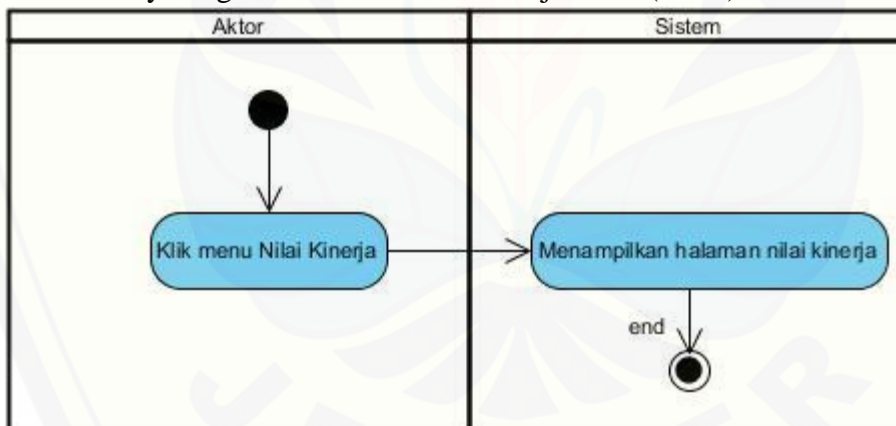 Aktor
Sistem
Klik menu Nilai Kinerja
Menampilkan halaman nilai kinerja
end